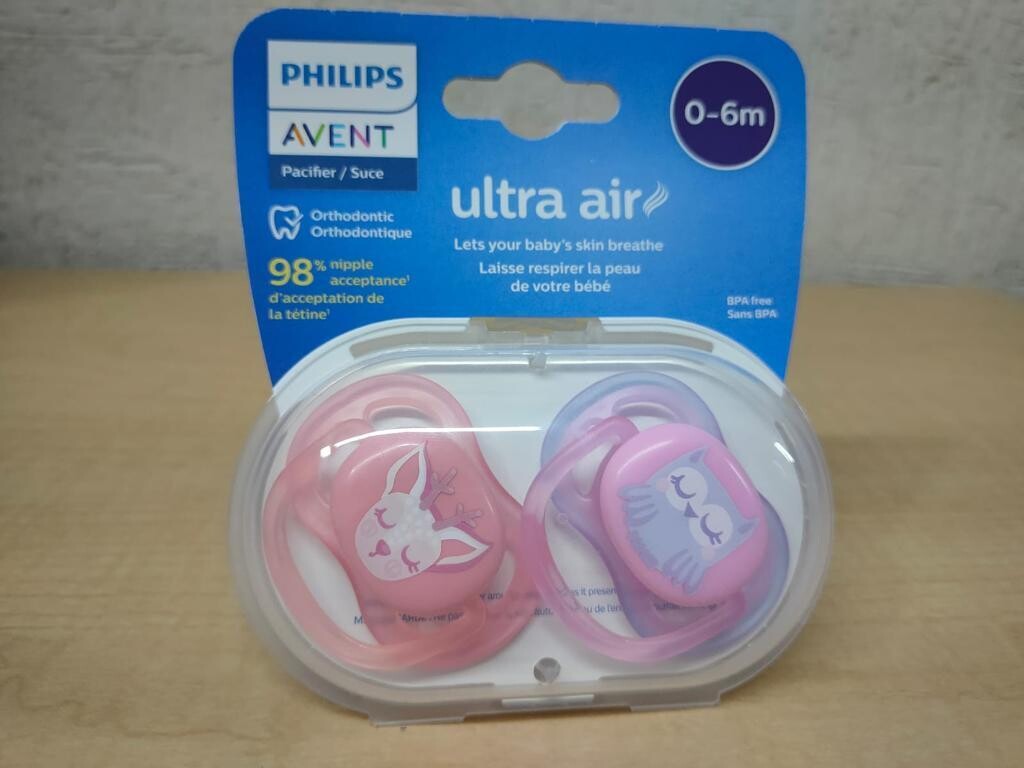 PHILIPS
AVENT
Pacifier / Suce
0-6m
ultra air
Orthodontic
Orthodontique
Lets your baby's skin breathe
Laisse respirer la peau
de votre bébé
98% nipple
acceptance¹
d'acceptation de
la tétine¹
BPA free
Sans BPA